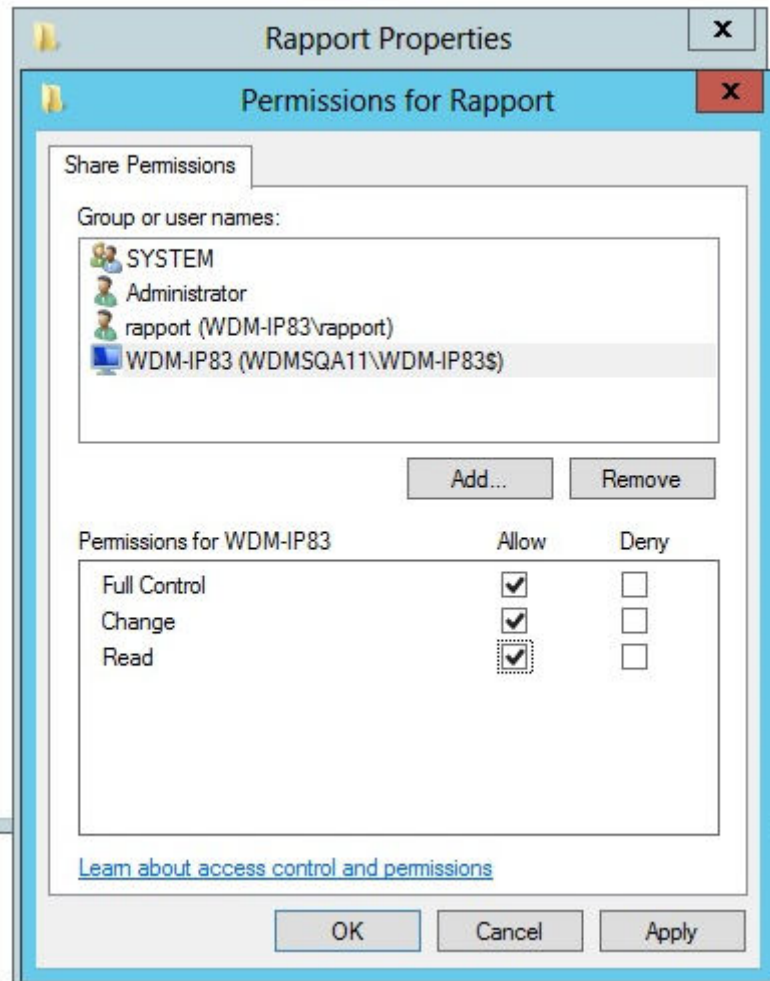 Rapport Properties
x
Permissions for Rapport
x
Share Permissions
Group or user names:
SYSTEM
Administrator
rapport (WDM-IP83\rapport)
WDM-IP83 (WDMSQA11\WDM-IP83$)
Add... Remove
Permissions for WDM-IP83 Allow Deny
Full Control
Change
Read
Learn about access control and permissions
OK Cancel Apply